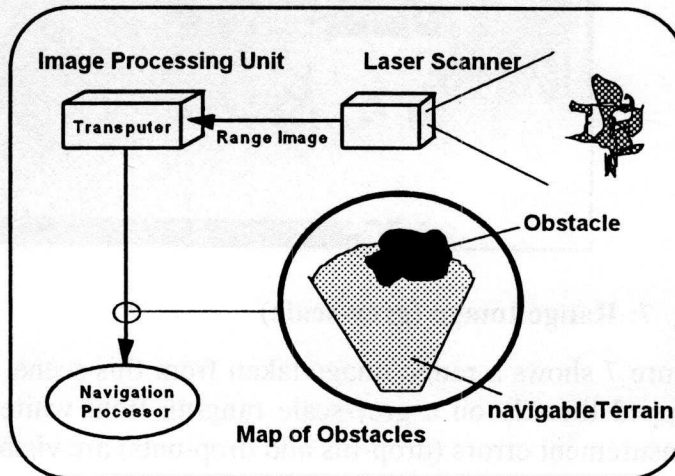 Image Processing Unit
Laser Scanner
Transputer
Range Image
Obstacle
Navigation
Processor
navigableTerrain
Map of Obstacles